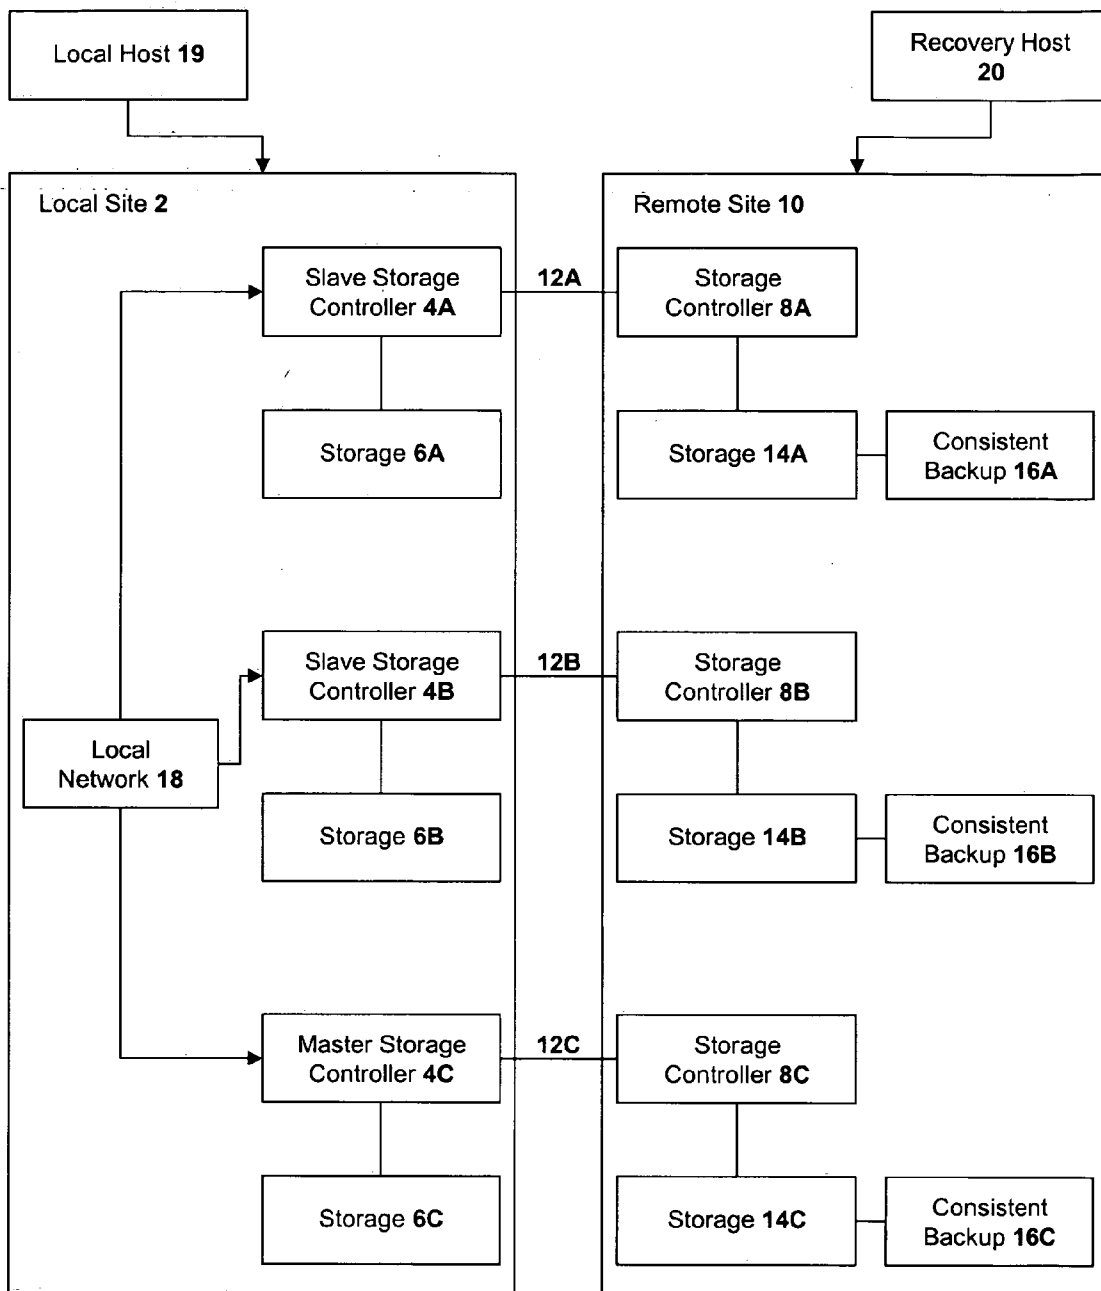 Local Host 19
Recovery Host
20
Local Site 2
Remote Site 10
Slave Storage
Controller 4A
12A
Storage
Controller 8A
Storage 6A
Storage 14A
Consistent
Backup 16A
Slave Storage
Controller 4B
12B
Storage
Controller 8B
Local
Network 18
Storage 6B
Storage 14B
Consistent
Backup 16B
Master Storage
Controller 4C
12C
Storage
Controller 8C
Storage 6C
Storage 14C
Consistent
Backup 16C